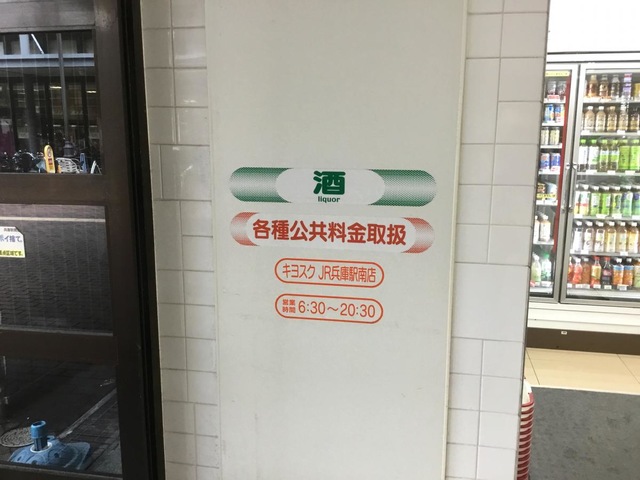 酒
liquor
各種公共料金取扱
キヨスク JR兵庫駅南店
営業
時間 6:30～20:30